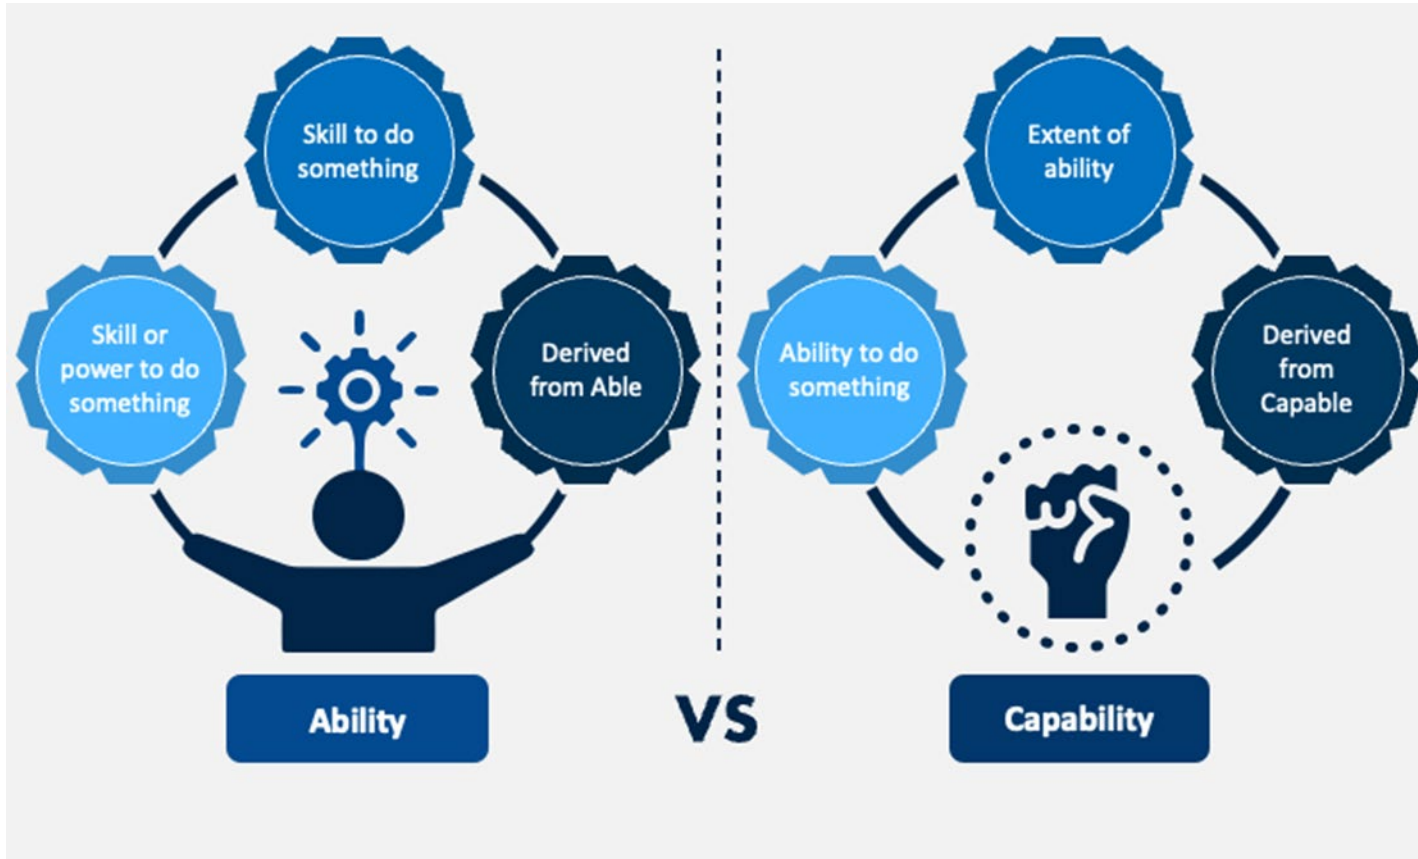 Skill to do
something
Skill or
power to do
something
Derived
from Able
Ability
VS
Extent of
ability
Ability to do
something
Derived
from
Capable
Capability